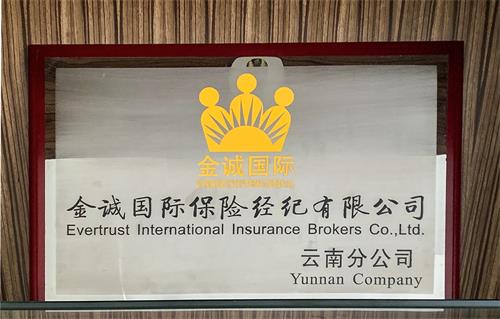 金诚国际
金诚国际保险经纪有限公司
Evertrust International Insurance Brokers Co.,Ltd.
云南分公司
Yunnan Company